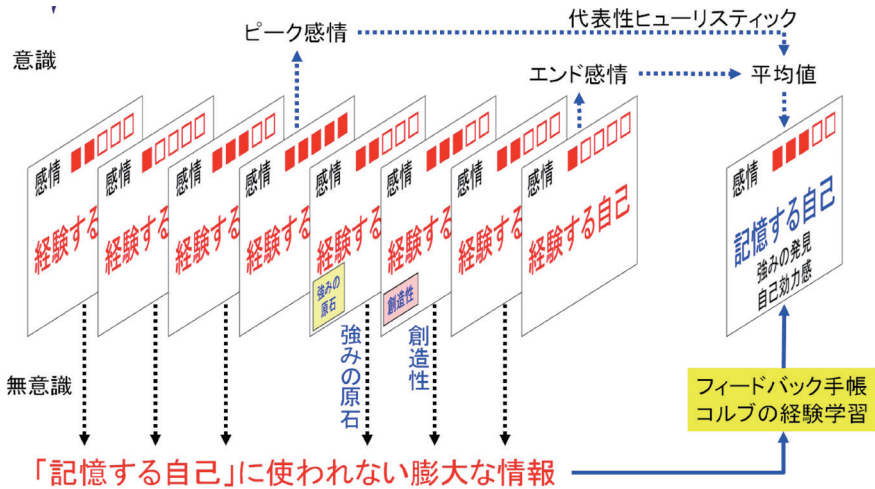 代表性ヒューリスティック
ピーク感情
意識
エンド感情
平均値
感情
経験する
感情
経験する
感情
経験する
感情
経験する
感情
経験する
強みの
原石
感情
経験する
創造性
感情
経験する
感情
経験する自己
感情
記憶する自己
強みの発見
自己効力感
強みの原石
創造性
無意識
フィードバック手帳
コルブの経験学習
「記憶する自己」に使われない膨大な情報